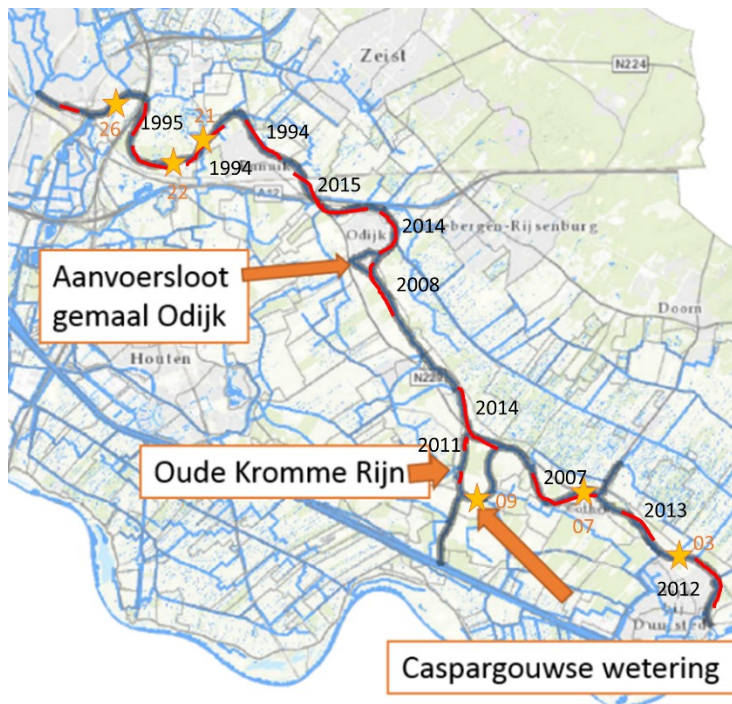 Zeist
N224
26
1995
21
1994
22
1994
A12
2015
Odijk
2014
bergen-Rijsenburg
Aanvoersloot
gemaal Odijk
2008
Doorn
Houten
N229
2014
2011
Oude Kromme Rijn
2007
09
07
2013
03
2012
Caspargouwse wetering